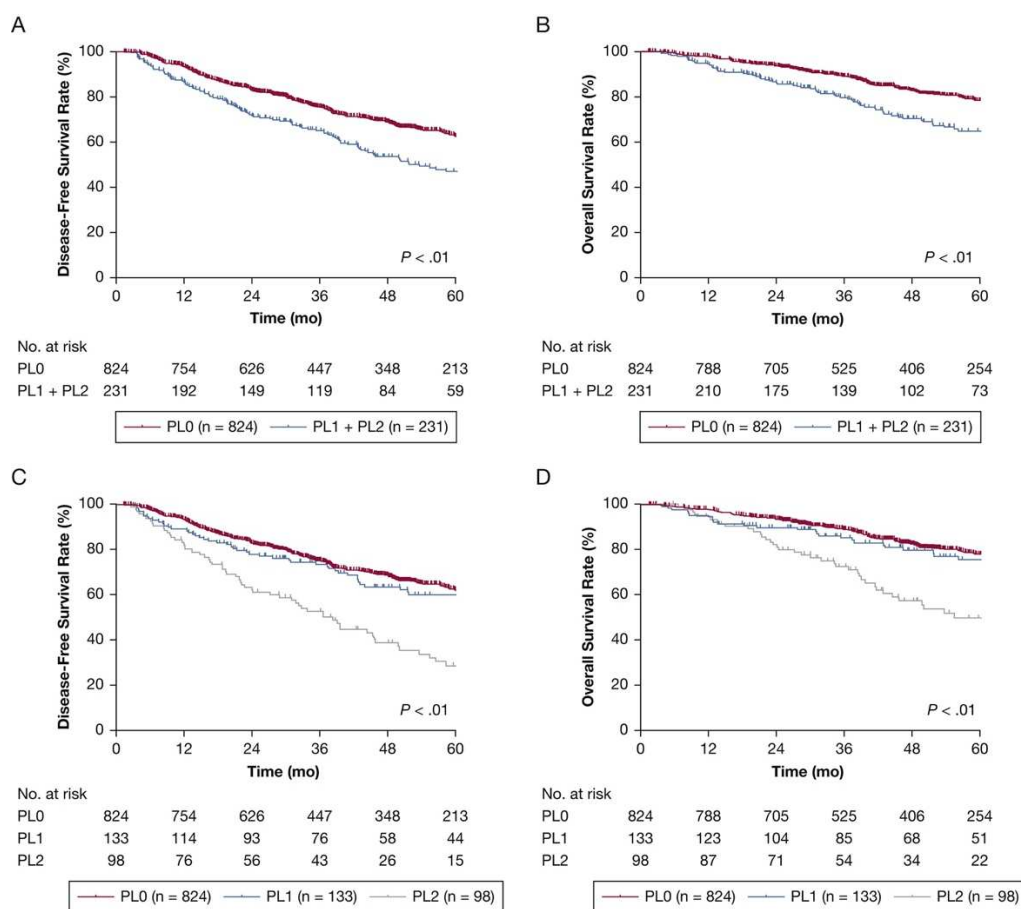 A
Disease-Free Survival Rate (%)
100
80
60
40
20
0
P < .01
0 12 24 36 48 60
Time (mo)
No. at risk
PL0 824 754 626 447 348 213
PL1 + PL2 231 192 149 119 84 59
PL0 (n = 824) PL1 + PL2 (n = 231)
B
Overall Survival Rate (%)
100
80
60
40
20
0
P < .01
0 12 24 36 48 60
Time (mo)
No. at risk
PL0 824 788 705 525 406 254
PL1 + PL2 231 210 175 139 102 73
PL0 (n = 824) PL1 + PL2 (n = 231)
C
Disease-Free Survival Rate (%)
100
80
60
40
20
0
P < .01
0 12 24 36 48 60
Time (mo)
No. at risk
PL0 824 754 626 447 348 213
PL1 133 114 93 76 58 44
PL2 98 76 56 43 26 15
PL0 (n = 824) PL1 (n = 133) PL2 (n = 98)
D
Overall Survival Rate (%)
100
80
60
40
20
0
P < .01
0 12 24 36 48 60
Time (mo)
No. at risk
PL0 824 788 705 525 406 254
PL1 133 123 104 85 68 51
PL2 98 87 71 54 34 22
PL0 (n = 824) PL1 (n = 133) PL2 (n = 98)